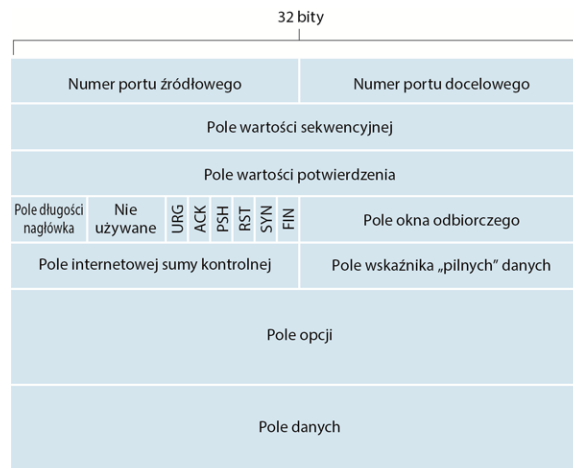 32 bity
Numer portu źródłowego
Numer portu docelowego
Pole wartości sekwencyjnej
Pole wartości potwierdzenia
Pole długości
nagłówka
Nie
używane
URG
ACK
PSH
RST
SYN
FIN
Pole okna odbiorczego
Pole internetowej sumy kontrolnej
Pole wskaźnika „pilnych” danych
Pole opcji
Pole danych